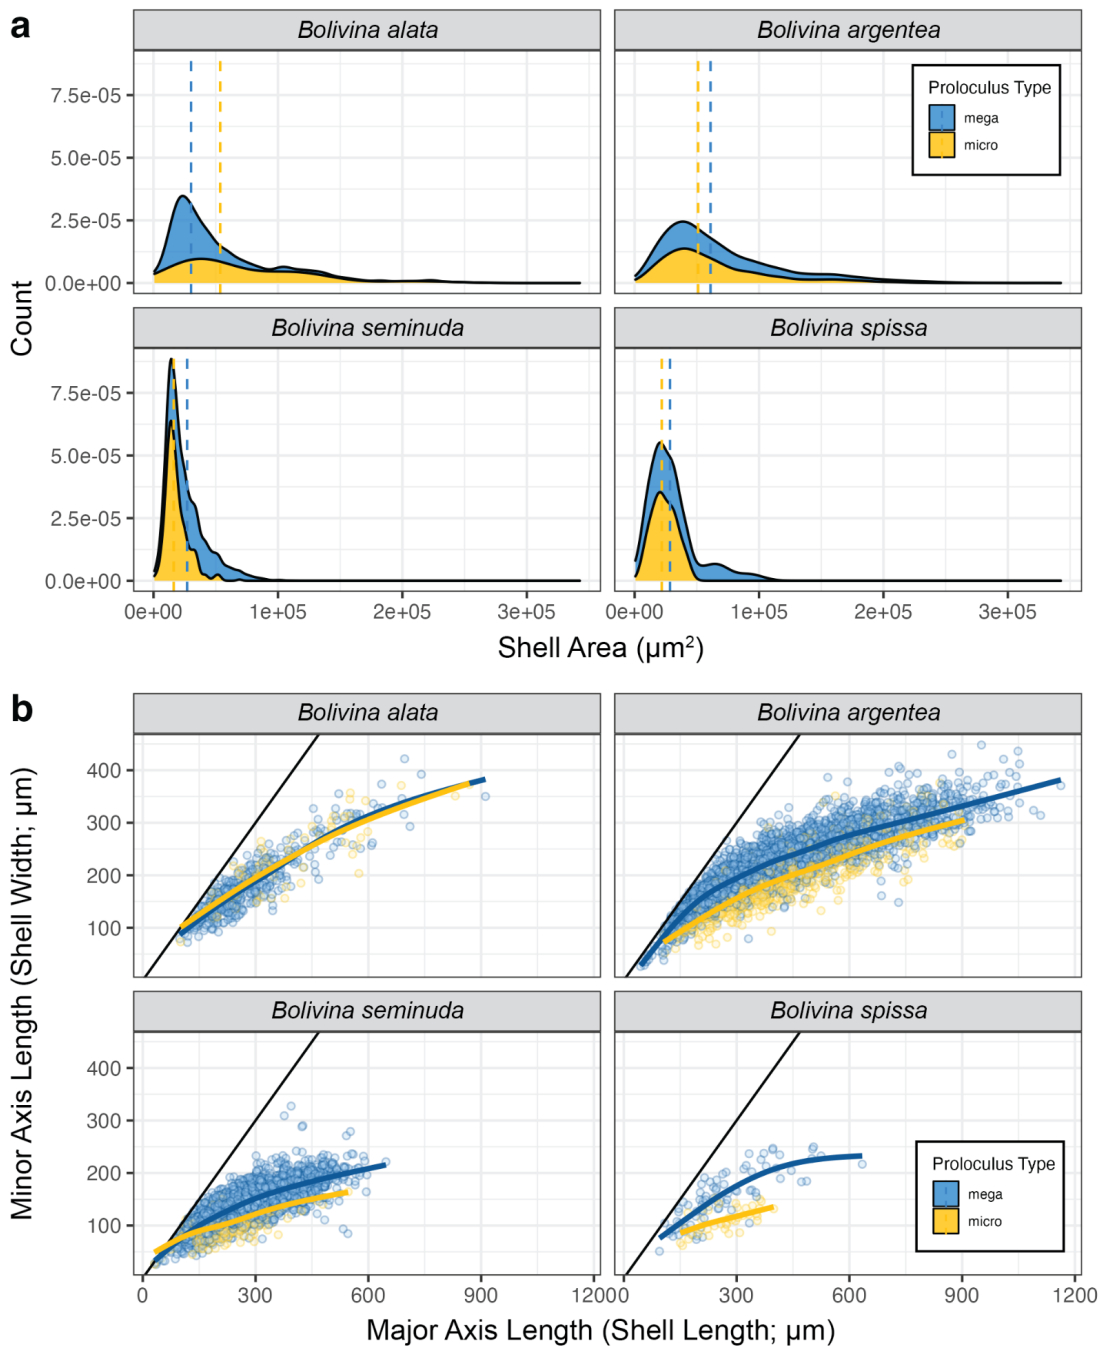 a
Bolivina alata
Bolivina argentea
7.5e-05
5.0e-05
2.5e-05
0.0e+00
Proloculus Type
mega
micro
Count
Bolivina seminuda
Bolivina spissa
7.5e-05
5.0e-05
2.5e-05
0.0e+00
0e+00 1e+05 2e+05 3e+05
0e+00 1e+05 2e+05 3e+05
Shell Area (µm²)
b
Bolivina alata
Bolivina argentea
400
300
200
100
Minor Axis Length (Shell Width; µm)
Bolivina seminuda
Bolivina spissa
400
300
200
100
Proloculus Type
mega
micro
0 300 600 900 1200
0 300 600 900 1200
Major Axis Length (Shell Length; µm)